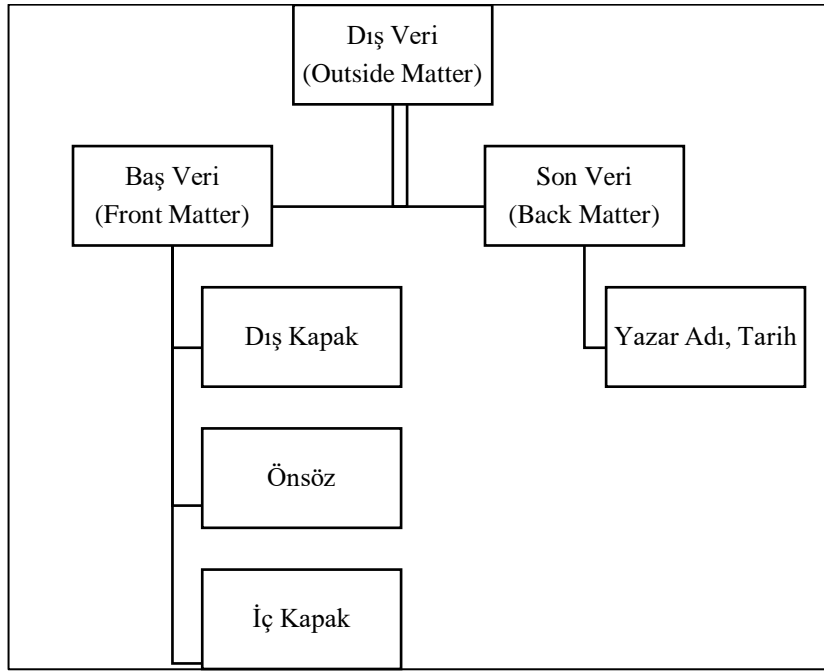 Dış Veri
(Outside Matter)
Baş Veri
(Front Matter)
Son Veri
(Back Matter)
Dış Kapak
Yazar Adı, Tarih
Önsöz
İç Kapak